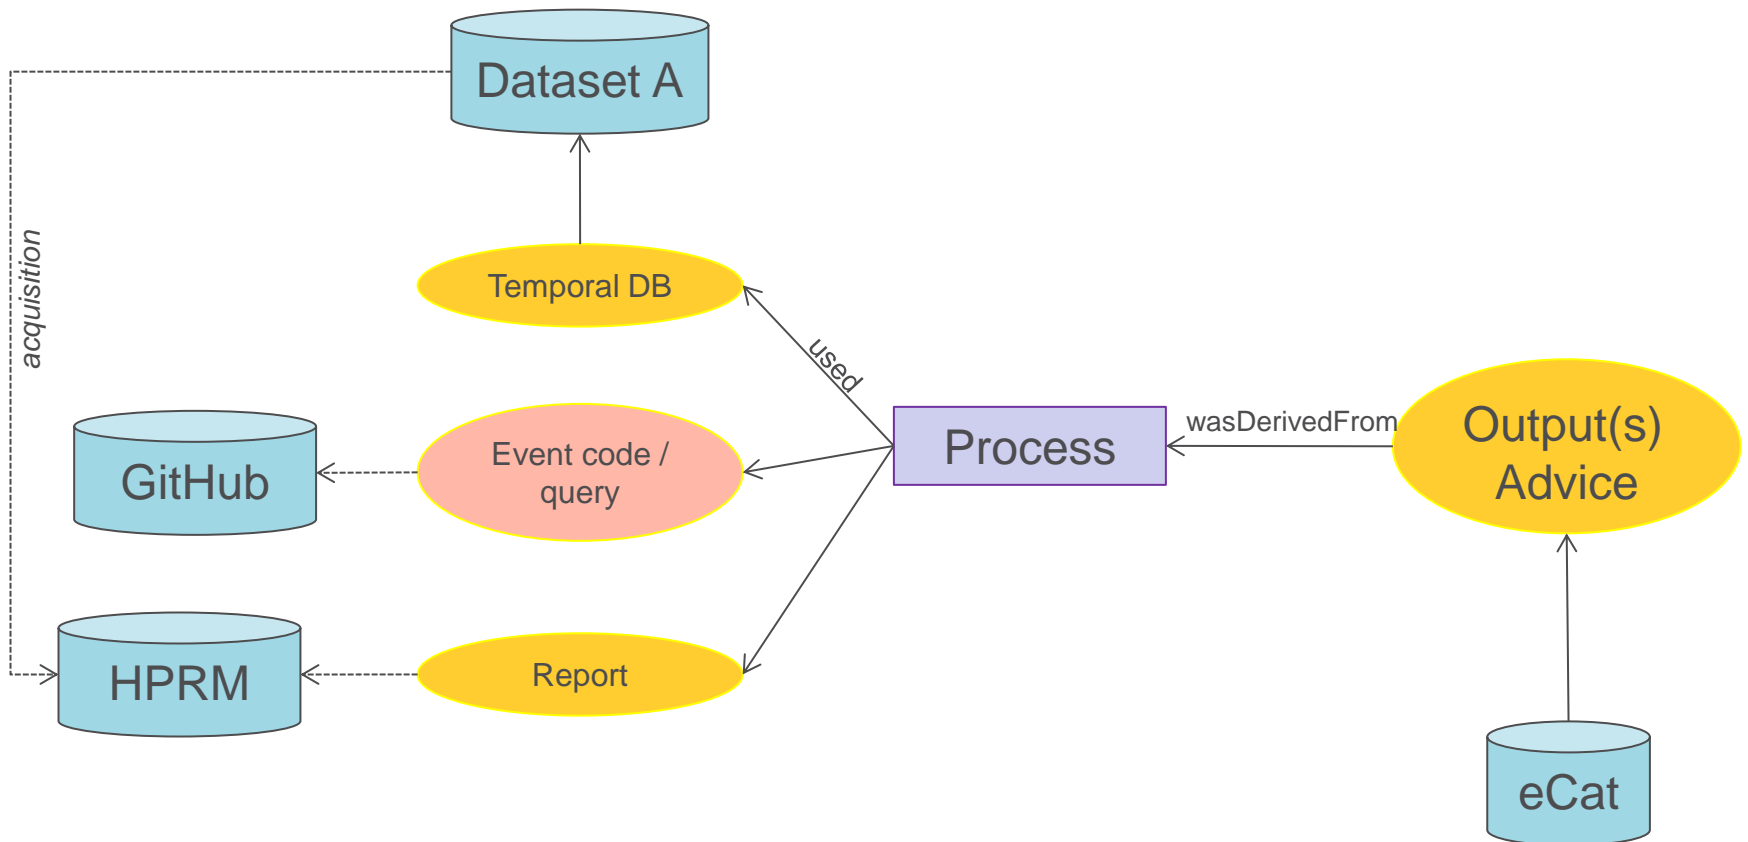 Dataset A
acquisition
Temporal DB
used
Event code /
query
GitHub
Process
wasDerivedFrom
Output(s)
Advice
HPRM
Report
eCat